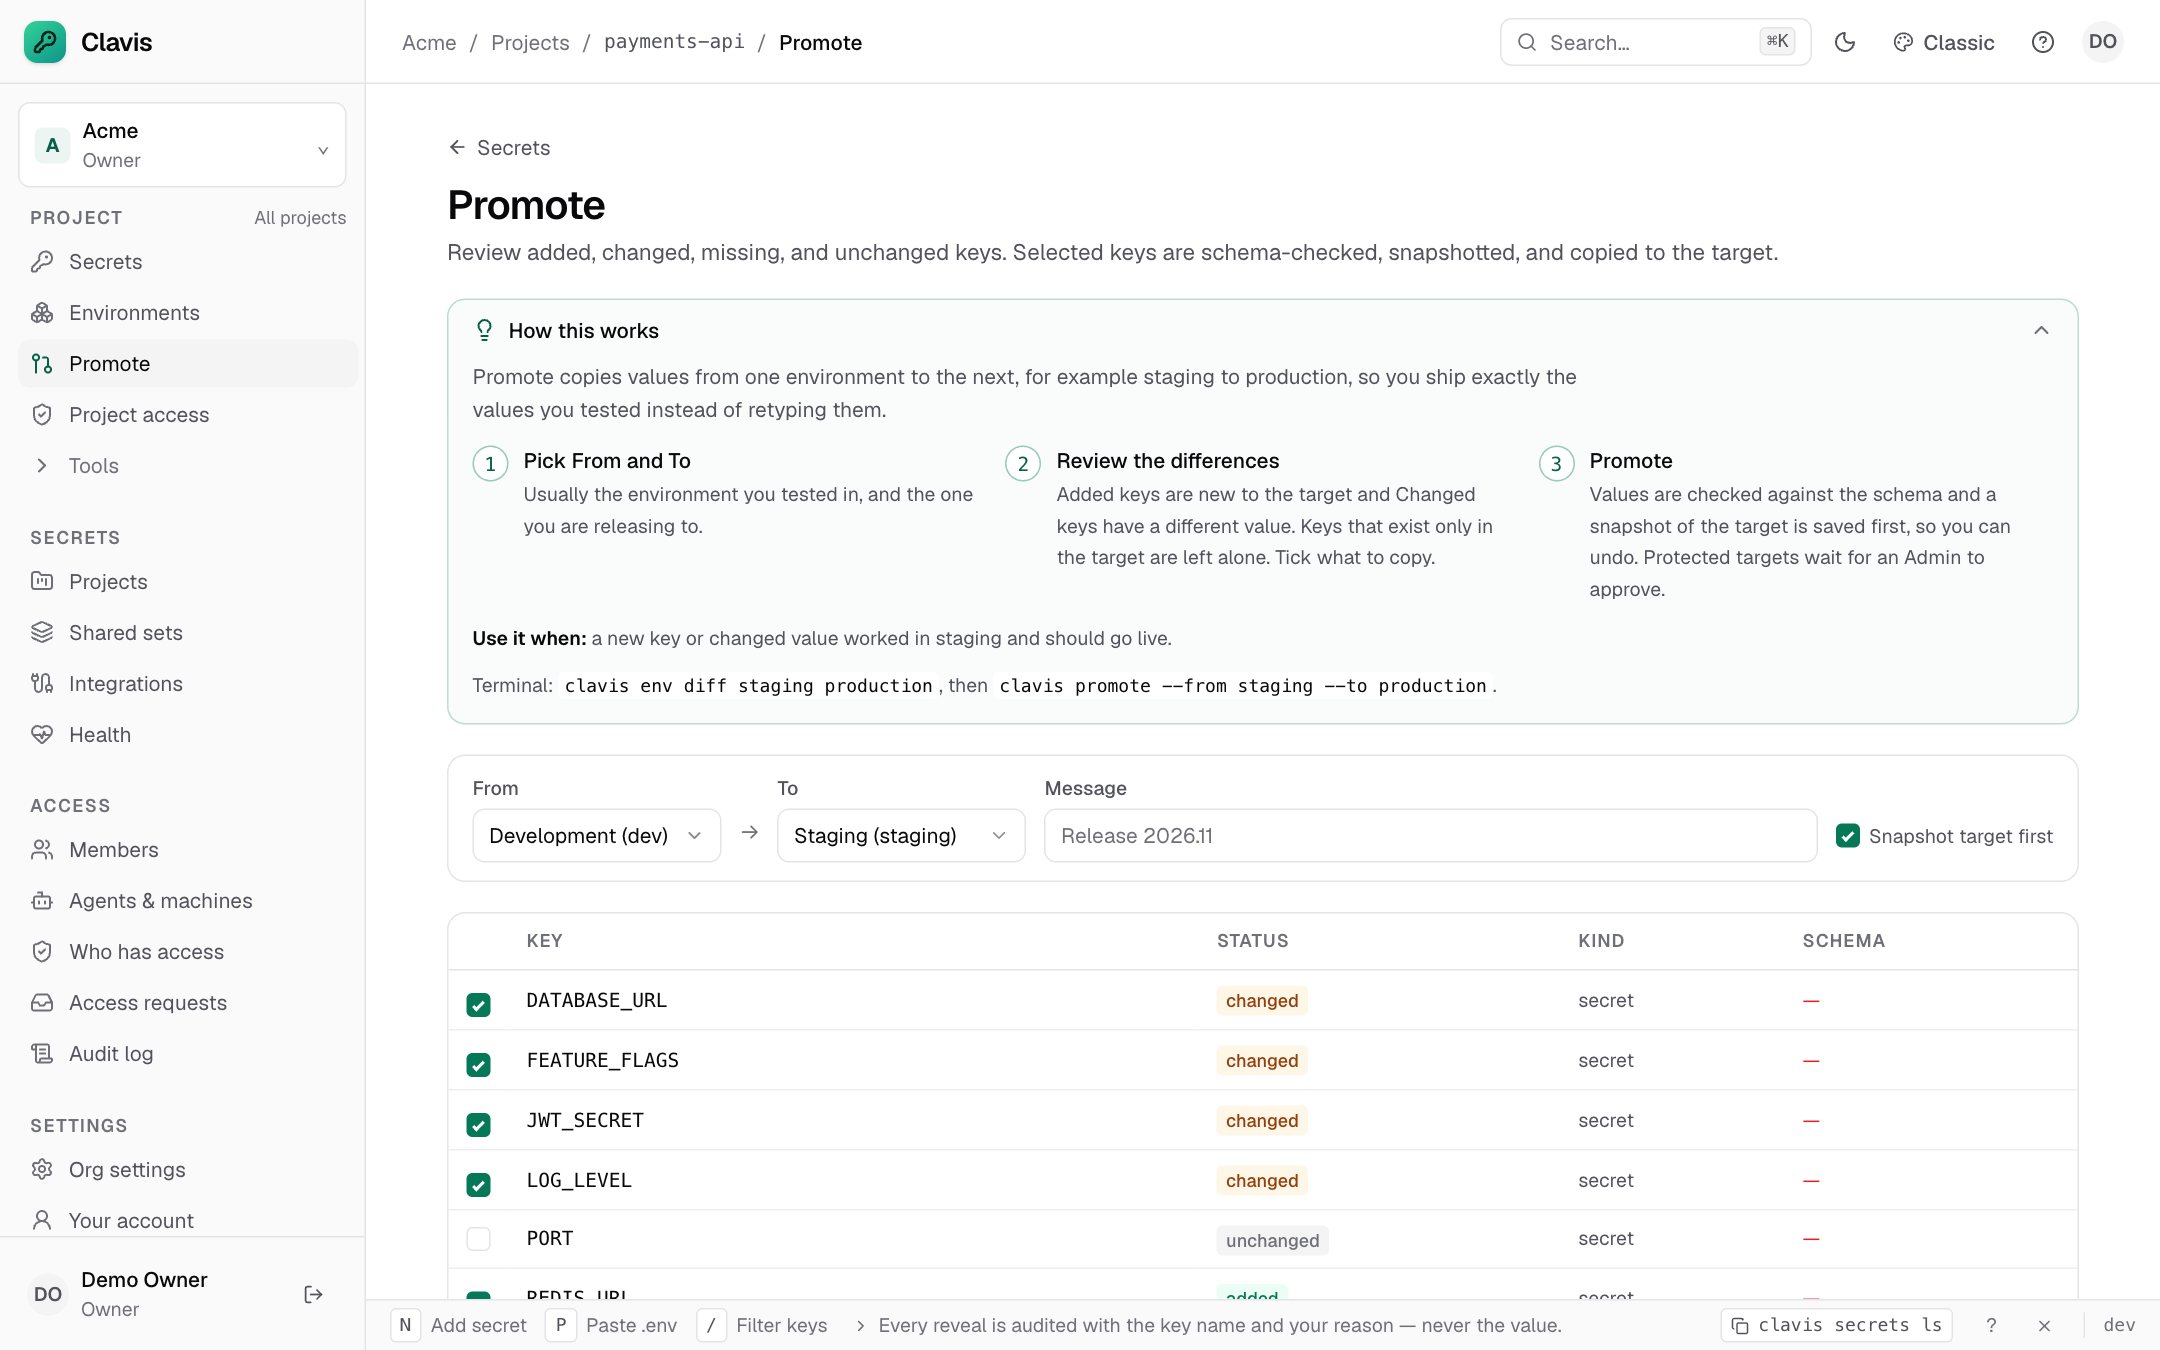 Clavis
Acme / Projects / payments-api / Promote
Search...
⌘K
Classic
DO
A
Acme
Owner
PROJECT
All projects
Secrets
Environments
Promote
Project access
Tools
SECRETS
Projects
Shared sets
Integrations
Health
ACCESS
Members
Agents & machines
Who has access
Access requests
Audit log
SETTINGS
Org settings
Your account
DO
Demo Owner
Owner
← Secrets
Promote
Review added, changed, missing, and unchanged keys. Selected keys are schema-checked, snapshotted, and copied to the target.
How this works
Promote copies values from one environment to the next, for example staging to production, so you ship exactly the
values you tested instead of retyping them.
1
Pick From and To
Usually the environment you tested in, and the one
you are releasing to.
2
Review the differences
Added keys are new to the target and Changed
keys have a different value. Keys that exist only in
the target are left alone. Tick what to copy.
3
Promote
Values are checked against the schema and a
snapshot of the target is saved first, so you can
undo. Protected targets wait for an Admin to
approve.
Use it when: a new key or changed value worked in staging and should go live.
Terminal: clavis env diff staging production, then clavis promote --from staging --to production.
From
Development (dev)
→
To
Staging (staging)
Message
Release 2026.11
Snapshot target first
KEY STATUS KIND SCHEMA
DATABASE_URL changed secret —
FEATURE_FLAGS changed secret —
JWT_SECRET changed secret —
LOG_LEVEL changed secret —
PORT unchanged secret —
REDIS_URL added secret —
N Add secret P Paste .env / Filter keys > Every reveal is audited with the key name and your reason — never the value.
clavis secrets ls ? × dev